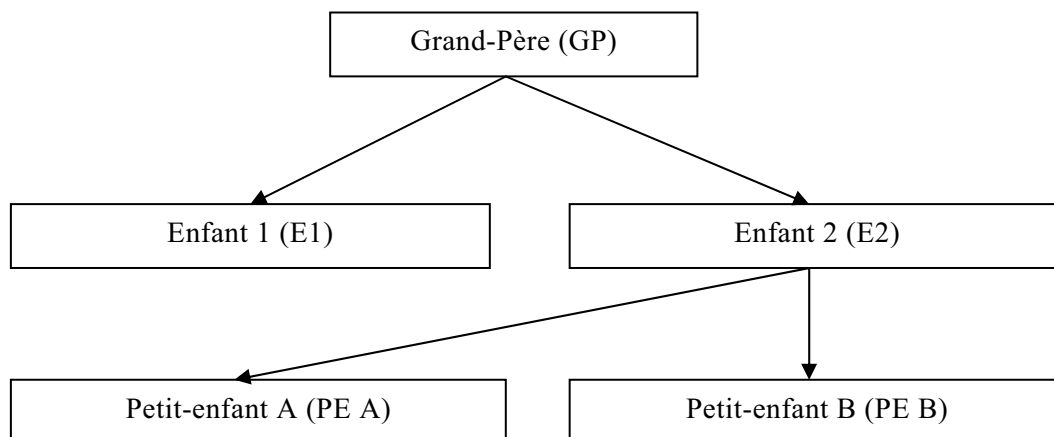 Grand-Père (GP)
Enfant 1 (E1)
Enfant 2 (E2)
Petit-enfant A (PE A)
Petit-enfant B (PE B)